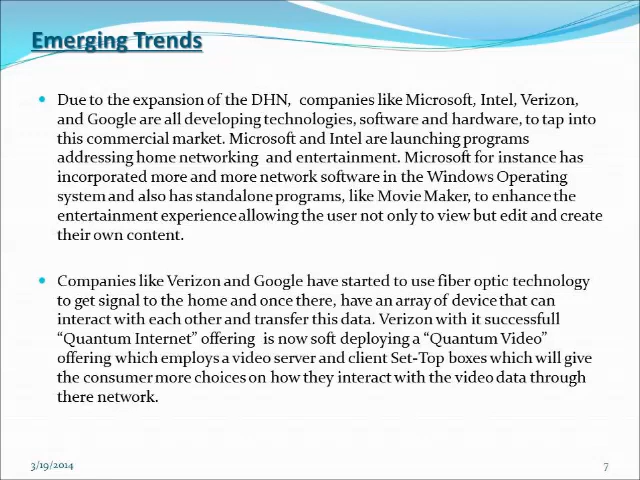 Emerging Trends
Due to the expansion of the DHN, companies like Microsoft, Intel, Verizon,
and Google are all developing technologies, software and hardware, to tap into
this commercial market. Microsoft and Intel are launching programs
addressing home networking and entertainment. Microsoft for instance has
incorporated more and more network software in the Windows Operating
system and also has standalone programs, like Movie Maker, to enhance the
entertainment experience allowing the user not only to view but edit and create
their own content.
Companies like Verizon and Google have started to use fiber optic technology
to get signal to the home and once there, have an array of device that can
interact with each other and transfer this data. Verizon with it successfull
“Quantum Internet” offering is now soft deploying a “Quantum Video”
offering which employs a video server and client Set-Top boxes which will give
the consumer more choices on how they interact with the video data through
there network.
3/19/2014
7